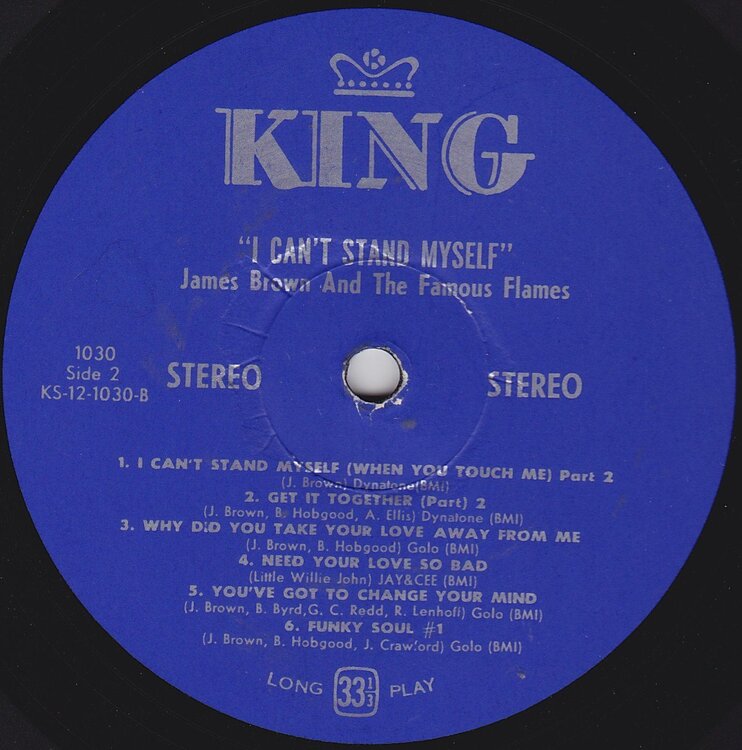 K
KING
"I CAN'T STAND MYSELF"
James Brown And The Famous Flames
1030
Side 2
KS-12-1030-B
STEREO
STEREO
1. I CAN'T STAND MYSELF (WHEN YOU TOUCH ME) Part 2
(J. Brown) Dynatone(BMI)
2. GET IT TOGETHER (Part) 2
(J. Brown, B. Hobgood, A. Ellis) Dynatone (BMI)
3. WHY DID YOU TAKE YOUR LOVE AWAY FROM ME
(J. Brown, B. Hobgood) Golo (BMI)
4. NEED YOUR LOVE SO BAD
(Little Willie John) JAY&CEE (BMI)
5. YOU'VE GOT TO CHANGE YOUR MIND
(J. Brown, B. Byrd,G. C. Redd, R. Lenhoff) Golo (BMI)
6. FUNKY SOUL #1
(J. Brown, B. Hobgood, J. Crawford) Golo (BMI)
LONG 33 1/3 PLAY